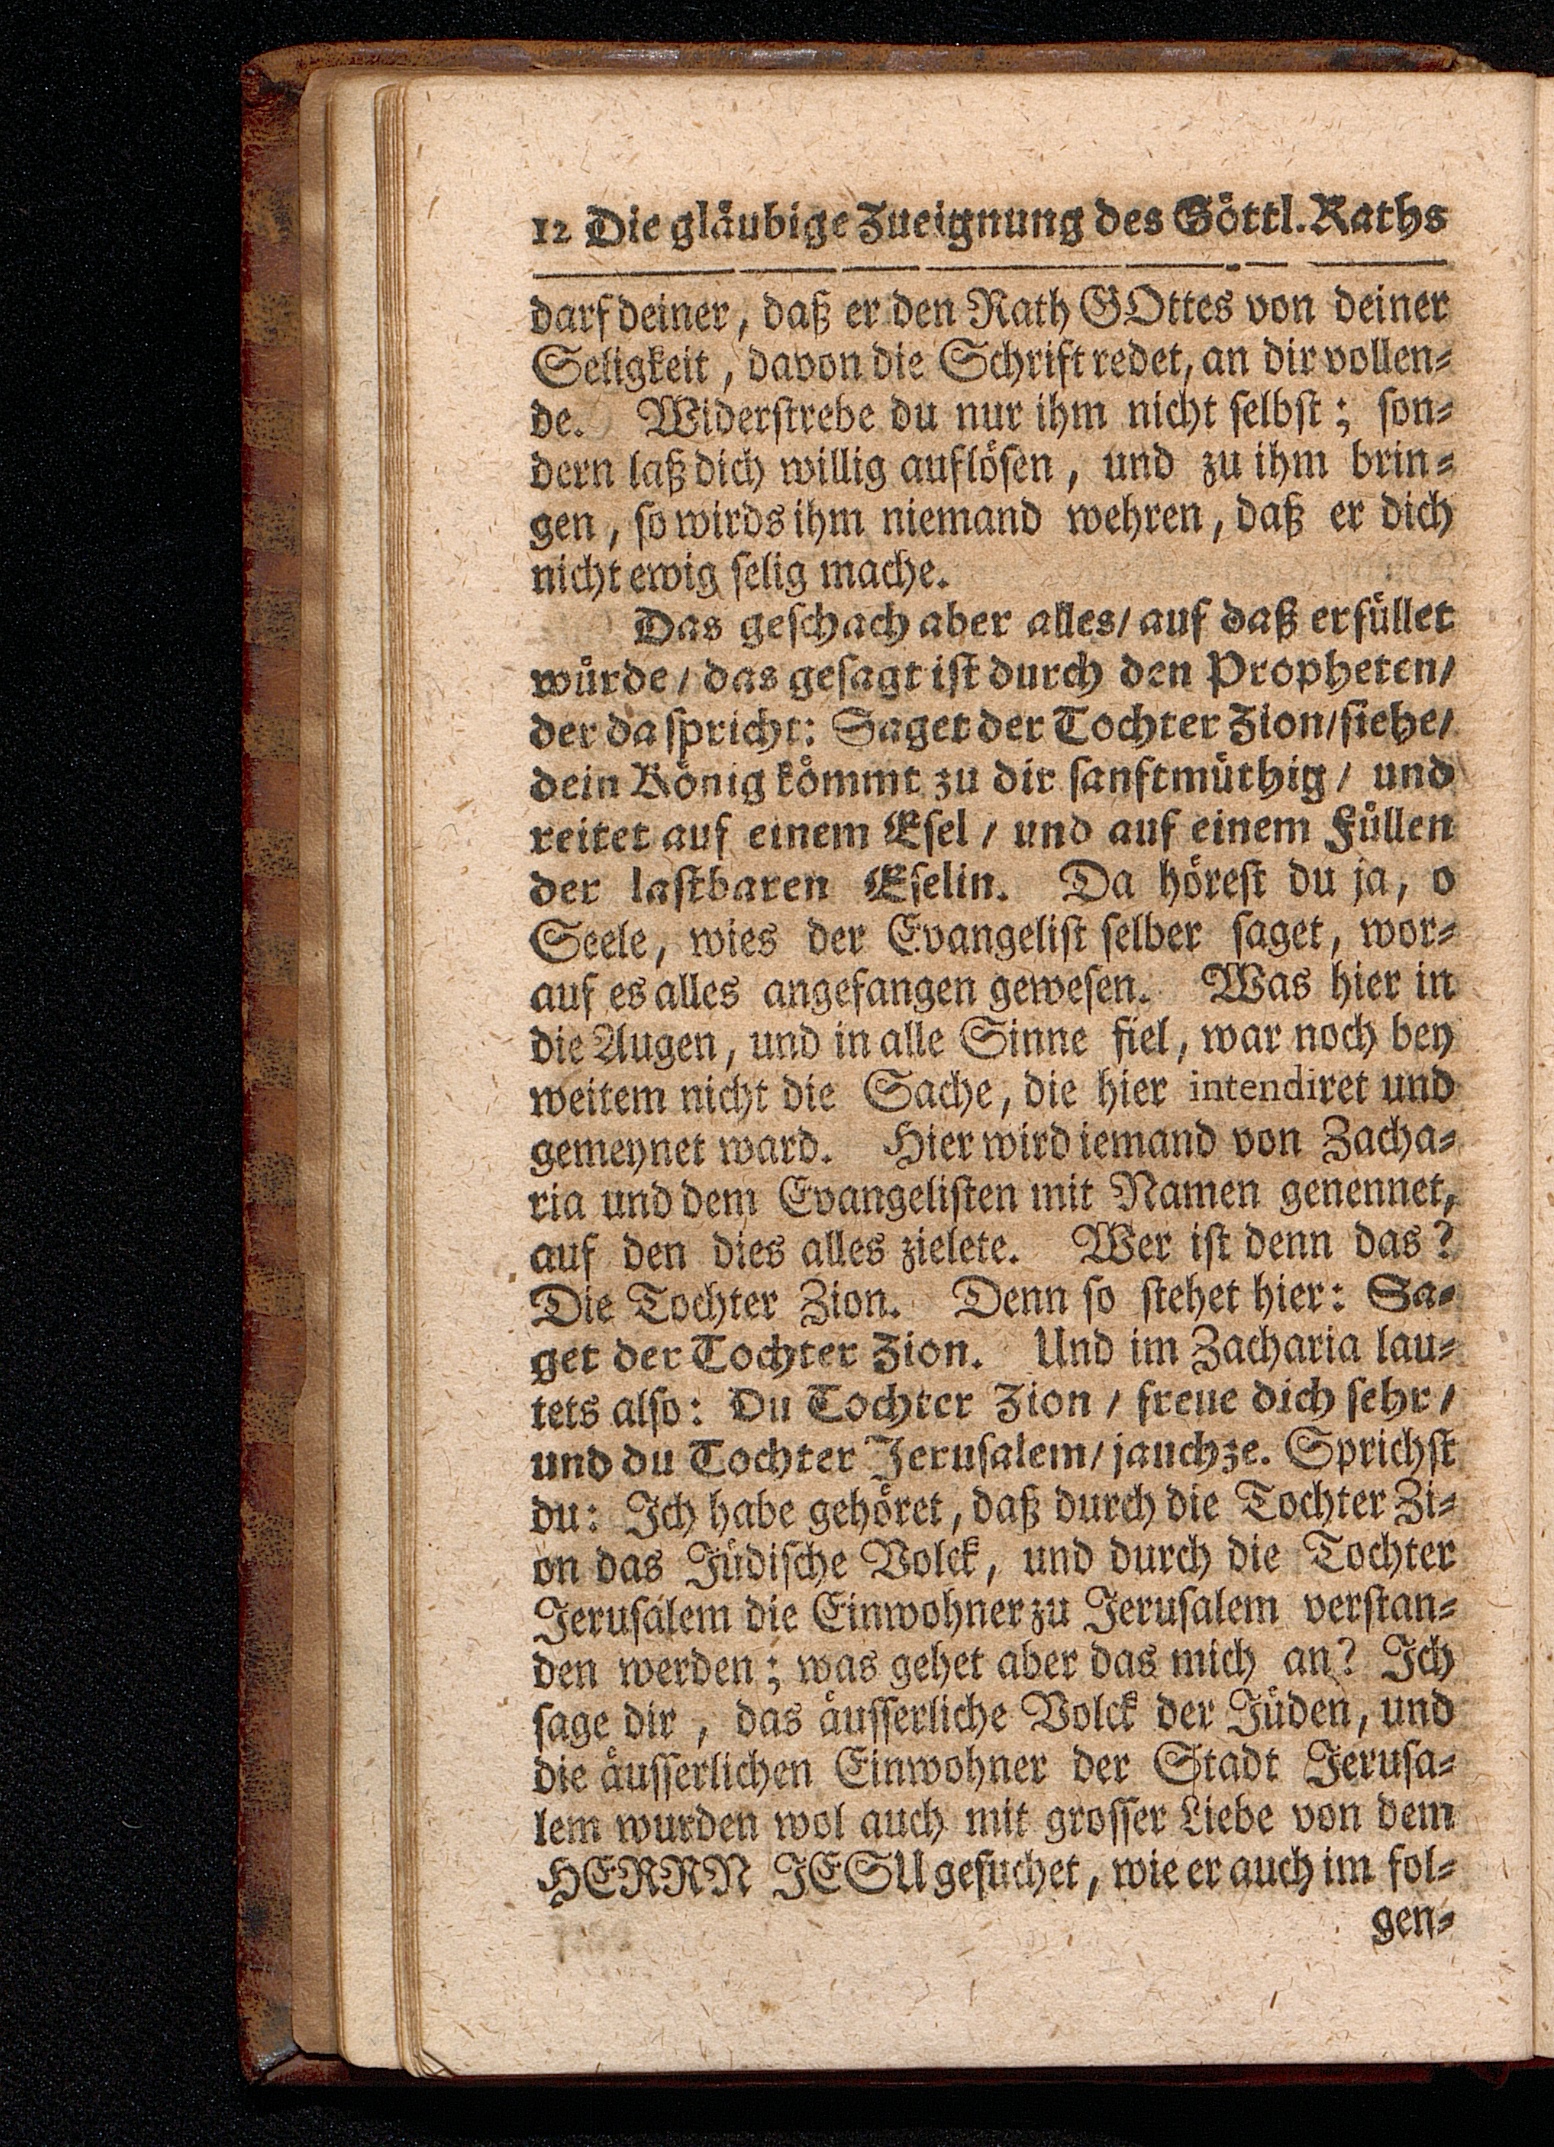 12 Die gläubige Zueignung des Göttl. Raths
darf deiner, daß er den Rath GOttes von deiner
Seligkeit, davon die Schrift redet, an dir vollen-
de. Widerstrebe du nur ihm nicht selbst; son-
dern laß dich willig auflösen, und zu ihm brin-
gen, so wirds ihm niemand wehren, daß er dich
nicht ewig selig mache.
Das geschach aber alles/ auf daß erfüllet
würde/ das gesagt ist durch den Propheten/
der da spricht: Saget der Tochter Zion/ siehe/
dein König kömmt zu dir sanftmüthig/ und
reitet auf einem Esel/ und auf einem Füllen
der lastbaren Eselin. Da hörest du ja, o
Seele, wies der Evangelist selber saget, wor-
auf es alles angefangen gewesen. Was hier in
die Augen, und in alle Sinne fiel, war noch bey
weitem nicht die Sache, die hier intendiret und
gemeynet ward. Hier wird iemand von Zacha-
ria und dem Evangelisten mit Namen genennet,
auf den dies alles zielete. Wer ist denn das?
Die Tochter Zion. Denn so stehet hier: Sa-
get der Tochter Zion. Und im Zacharia lau-
tets also: Du Tochter Zion/ freue dich sehr/
und du Tochter Jerusalem/ jauchze. Sprichst
du: Ich habe gehöret, daß durch die Tochter Zi-
on das Jüdische Volck, und durch die Tochter
Jerusalem die Einwohner zu Jerusalem verstan-
den werden; was gehet aber das mich an? Ich
sage dir, das äusserliche Volck der Jüden, und
die äusserlichen Einwohner der Stadt Jerusa-
lem wurden wol auch mit grosser Liebe von dem
HERRN JESU gesuchet, wie er auch im fol-
gen-